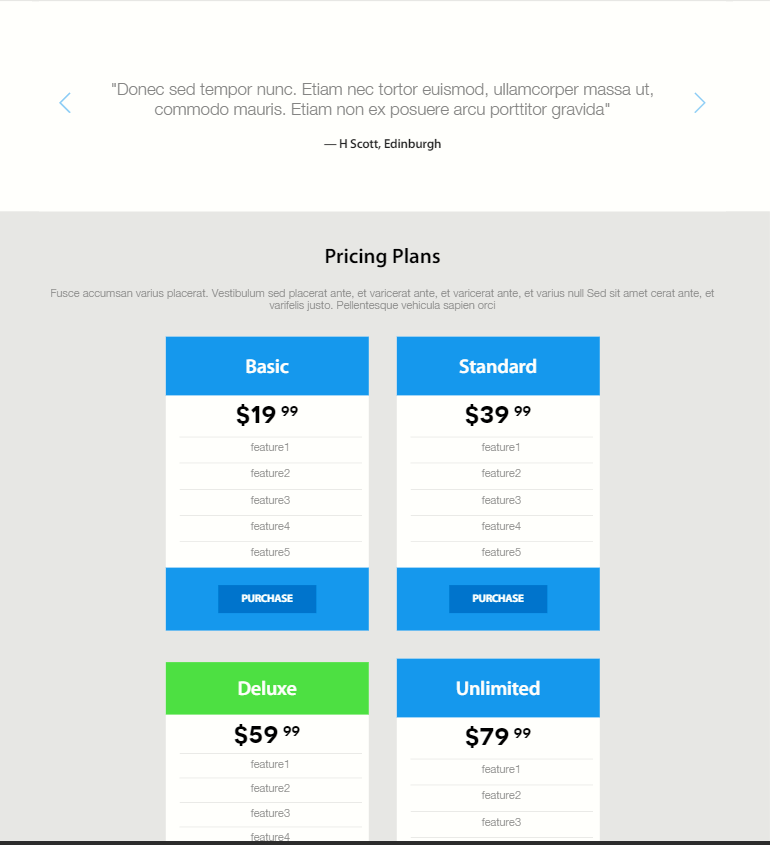 "Donec sed tempor nunc. Etiam nec tortor euismod, ullamcorper massa ut,
commodo mauris. Etiam non ex posuere arcu porttitor gravida"
— H Scott, Edinburgh
Pricing Plans
Fusce accumsan varius placerat. Vestibulum sed placerat ante, et varicerat ante, et varicerat ante, et varius null Sed sit amet cerat ante, et
varifelis justo. Pellentesque vehicula sapien orci
Basic
$19 99
feature1
feature2
feature3
feature4
feature5
PURCHASE
Standard
$39 99
feature1
feature2
feature3
feature4
feature5
PURCHASE
Deluxe
$59 99
feature1
feature2
feature3
feature4
Unlimited
$79 99
feature1
feature2
feature3